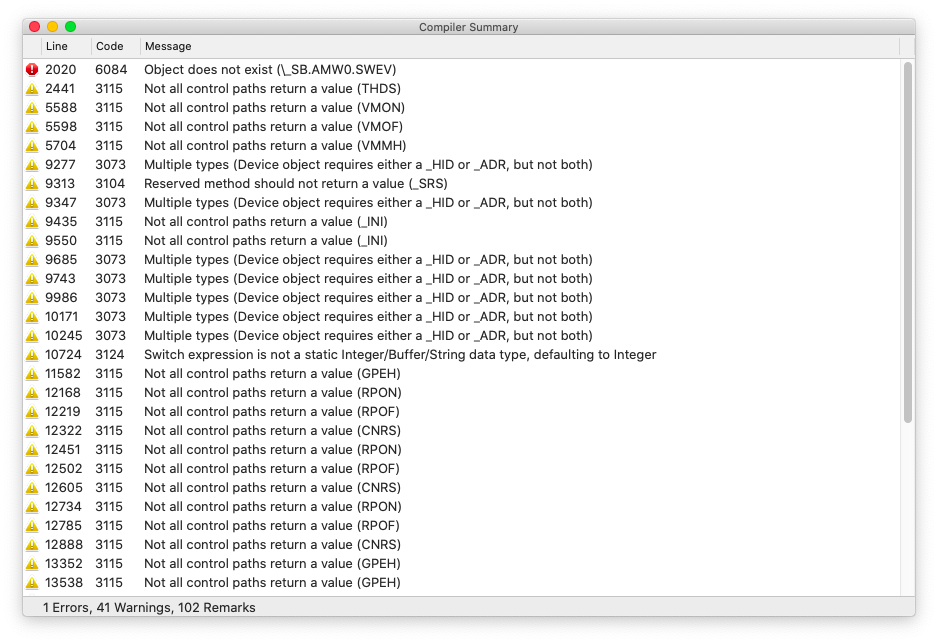 Compiler Summary
Line Code Message
2020 6084 Object does not exist (\_SB.AMW0.SWEV)
2441 3115 Not all control paths return a value (THDS)
5588 3115 Not all control paths return a value (VMON)
5598 3115 Not all control paths return a value (VMOF)
5704 3115 Not all control paths return a value (VMMH)
9277 3073 Multiple types (Device object requires either a _HID or _ADR, but not both)
9313 3104 Reserved method should not return a value (_SRS)
9347 3073 Multiple types (Device object requires either a _HID or _ADR, but not both)
9435 3115 Not all control paths return a value (_INI)
9550 3115 Not all control paths return a value (_INI)
9685 3073 Multiple types (Device object requires either a _HID or _ADR, but not both)
9743 3073 Multiple types (Device object requires either a _HID or _ADR, but not both)
9986 3073 Multiple types (Device object requires either a _HID or _ADR, but not both)
10171 3073 Multiple types (Device object requires either a _HID or _ADR, but not both)
10245 3073 Multiple types (Device object requires either a _HID or _ADR, but not both)
10724 3124 Switch expression is not a static Integer/Buffer/String data type, defaulting to Integer
11582 3115 Not all control paths return a value (GPEH)
12168 3115 Not all control paths return a value (RPON)
12219 3115 Not all control paths return a value (RPOF)
12322 3115 Not all control paths return a value (CNRS)
12451 3115 Not all control paths return a value (RPON)
12502 3115 Not all control paths return a value (RPOF)
12605 3115 Not all control paths return a value (CNRS)
12734 3115 Not all control paths return a value (RPON)
12785 3115 Not all control paths return a value (RPOF)
12888 3115 Not all control paths return a value (CNRS)
13352 3115 Not all control paths return a value (GPEH)
13538 3115 Not all control paths return a value (GPEH)
1 Errors, 41 Warnings, 102 Remarks